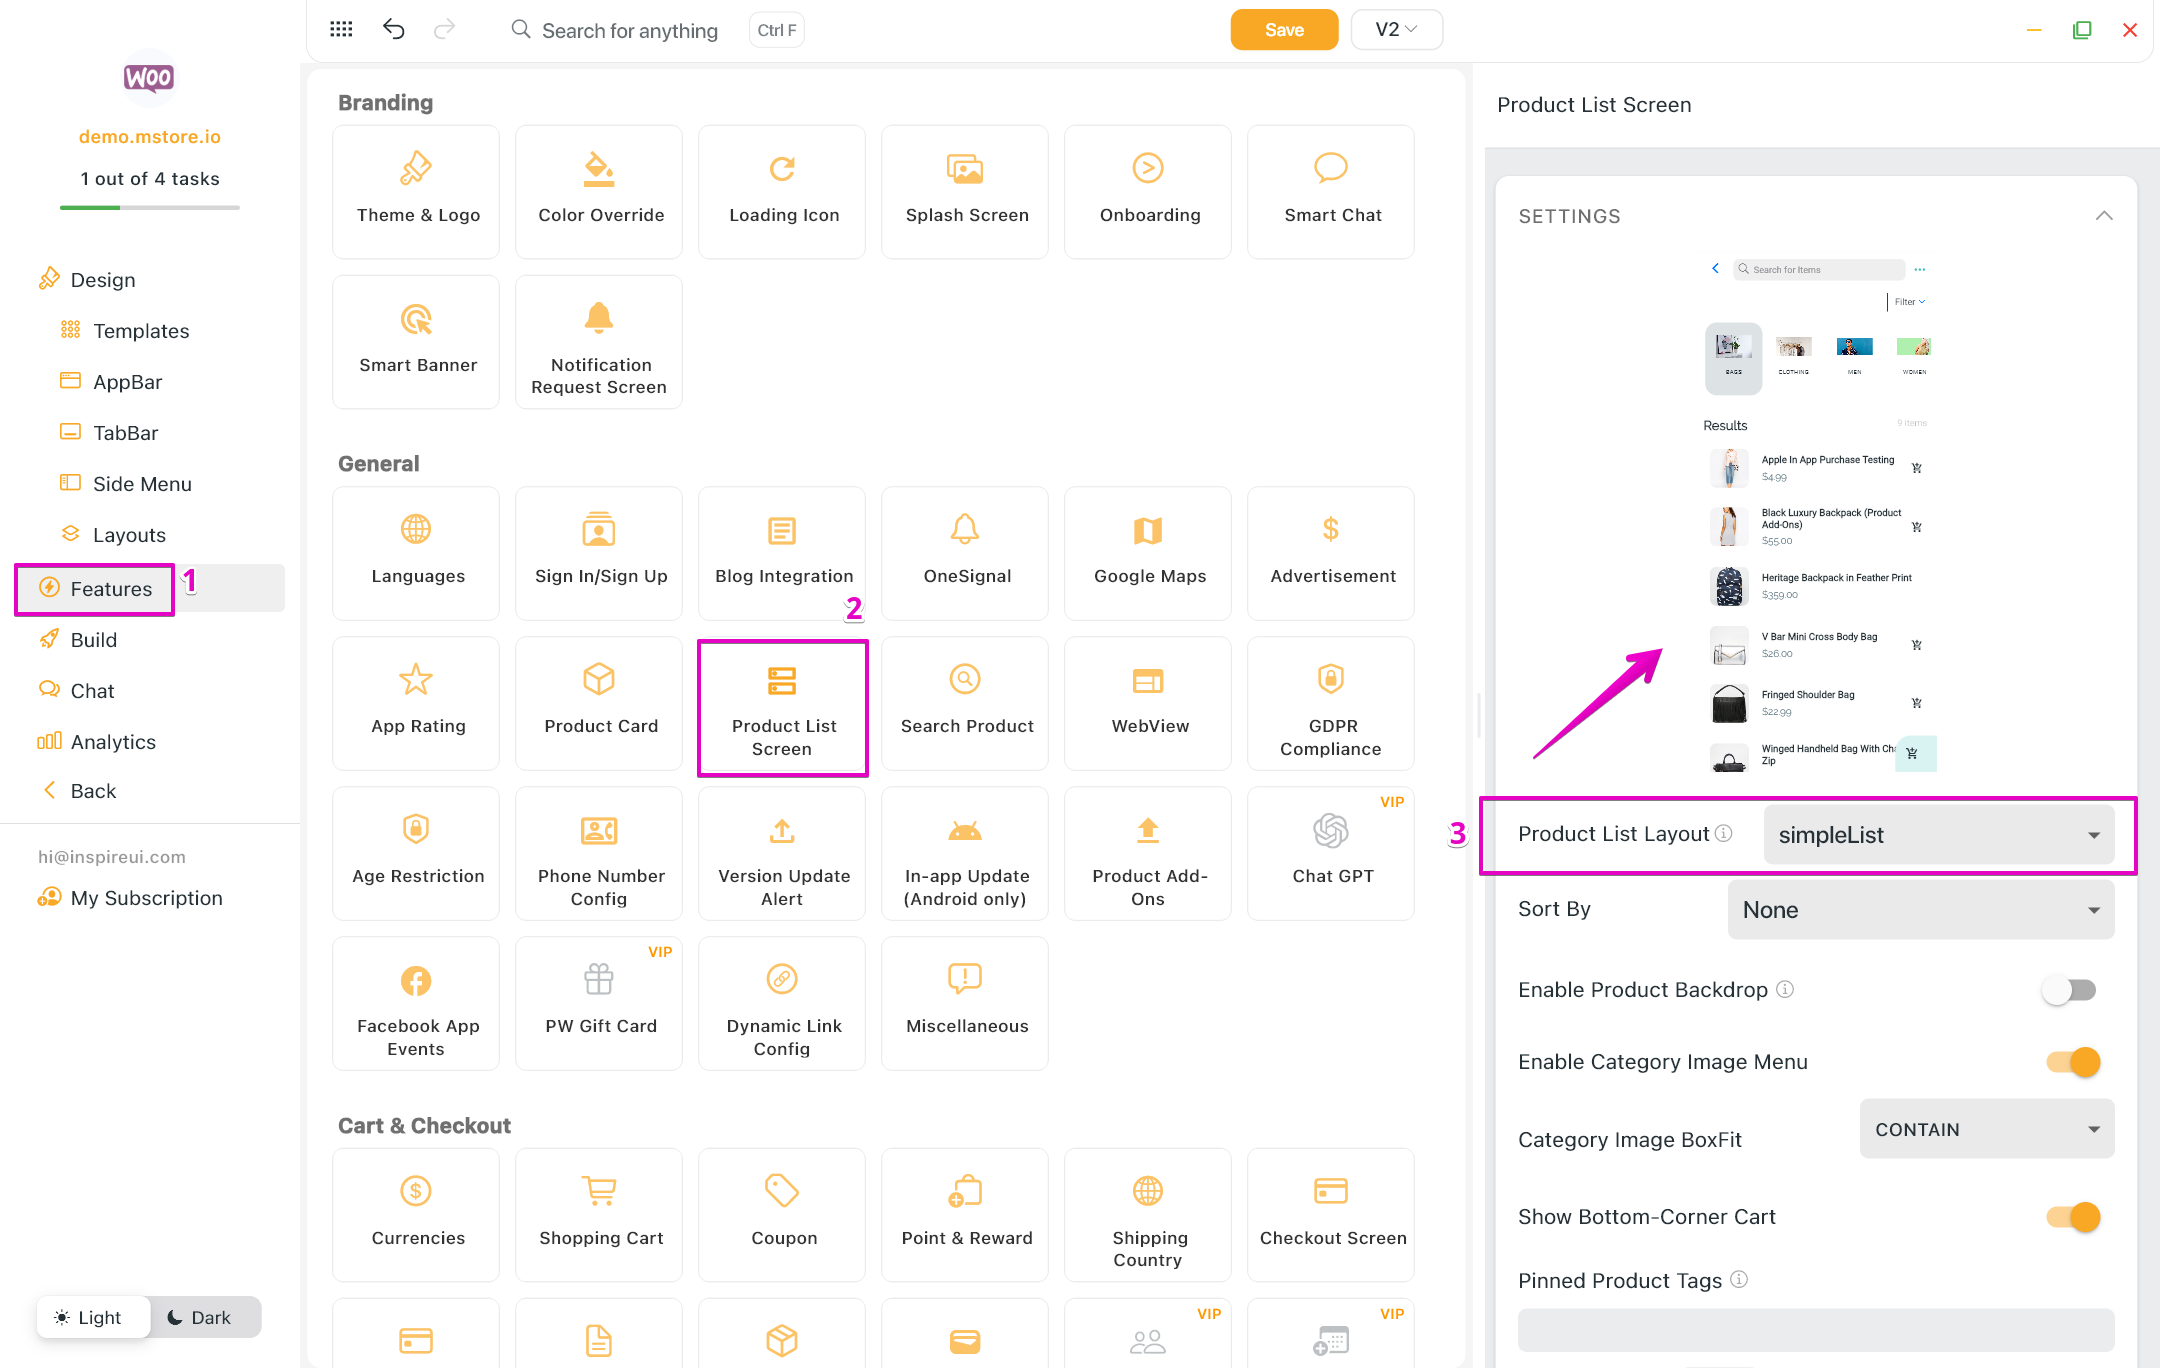 Search for anything
Ctrl F
Save
V2
WOO
demo.mstore.io
1 out of 4 tasks
Design
Templates
AppBar
TabBar
Side Menu
Layouts
Features
1
Build
Chat
Analytics
Back
hi@inspireui.com
My Subscription
Light
Dark
Branding
Theme & Logo
Color Override
Loading Icon
Splash Screen
Onboarding
Smart Chat
Smart Banner
Notification
Request Screen
General
Languages
Sign In/Sign Up
Blog Integration
OneSignal
Google Maps
Advertisement
2
App Rating
Product Card
Product List
Screen
Search Product
WebView
GDPR
Compliance
Age Restriction
Phone Number
Config
Version Update
Alert
In-app Update
(Android only)
Product Add-
Ons
VIP
Chat GPT
Facebook App
Events
VIP
PW Gift Card
Dynamic Link
Config
Miscellaneous
Cart & Checkout
Currencies
Shopping Cart
Coupon
Point & Reward
Shipping
Country
Checkout Screen
VIP
VIP
Product List Screen
SETTINGS
Search for Items
Filter
BAGS
CLOTHING
MEN
WOMEN
Results
9 Items
Apple In App Purchase Testing
$4.99
Black Luxury Backpack (Product
Add-Ons)
$55.00
Heritage Backpack in Feather Print
$359.00
V Bar Mini Cross Body Bag
$26.00
Fringed Shoulder Bag
$22.99
Winged Handheld Bag With Cha
Zip
3
Product List Layout
simpleList
Sort By
None
Enable Product Backdrop
Enable Category Image Menu
Category Image BoxFit
CONTAIN
Show Bottom-Corner Cart
Pinned Product Tags